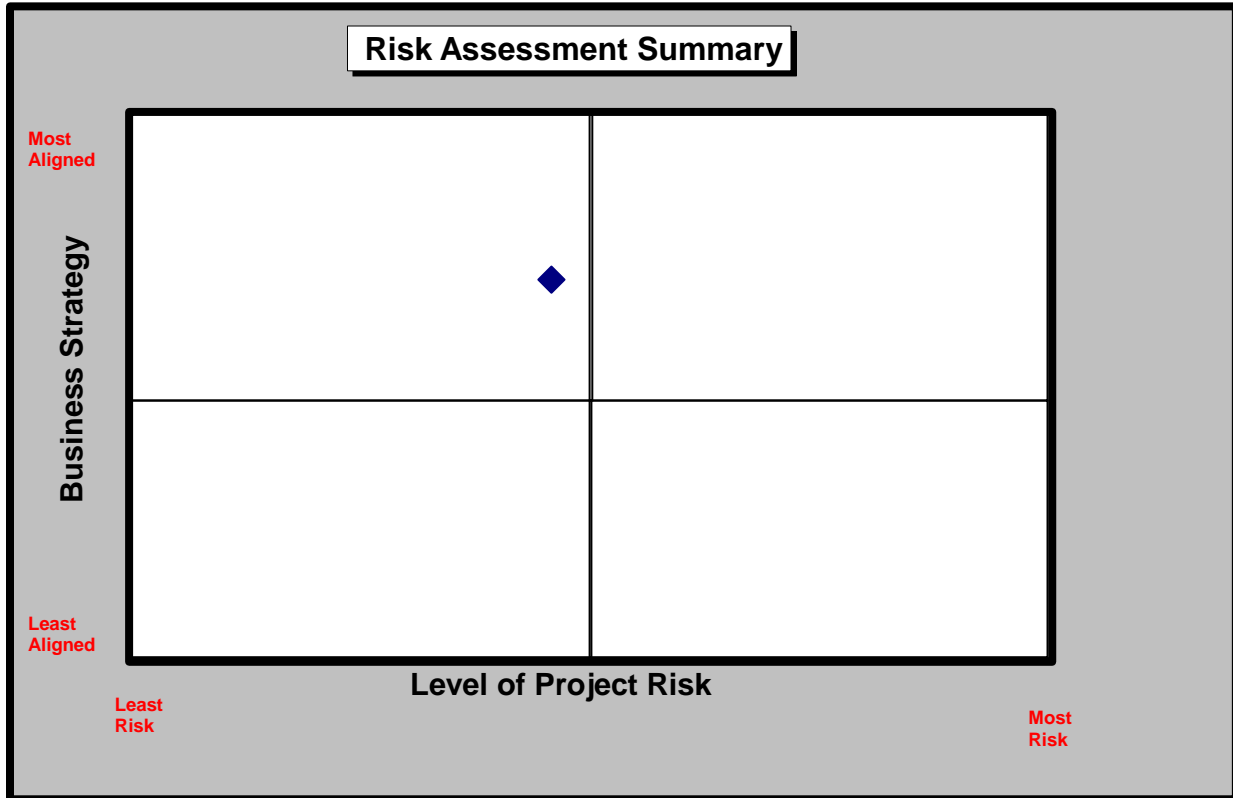 Risk Assessment Summary
Most
Aligned
Business Strategy
Least
Aligned
Level of Project Risk
Least
Risk
Most
Risk